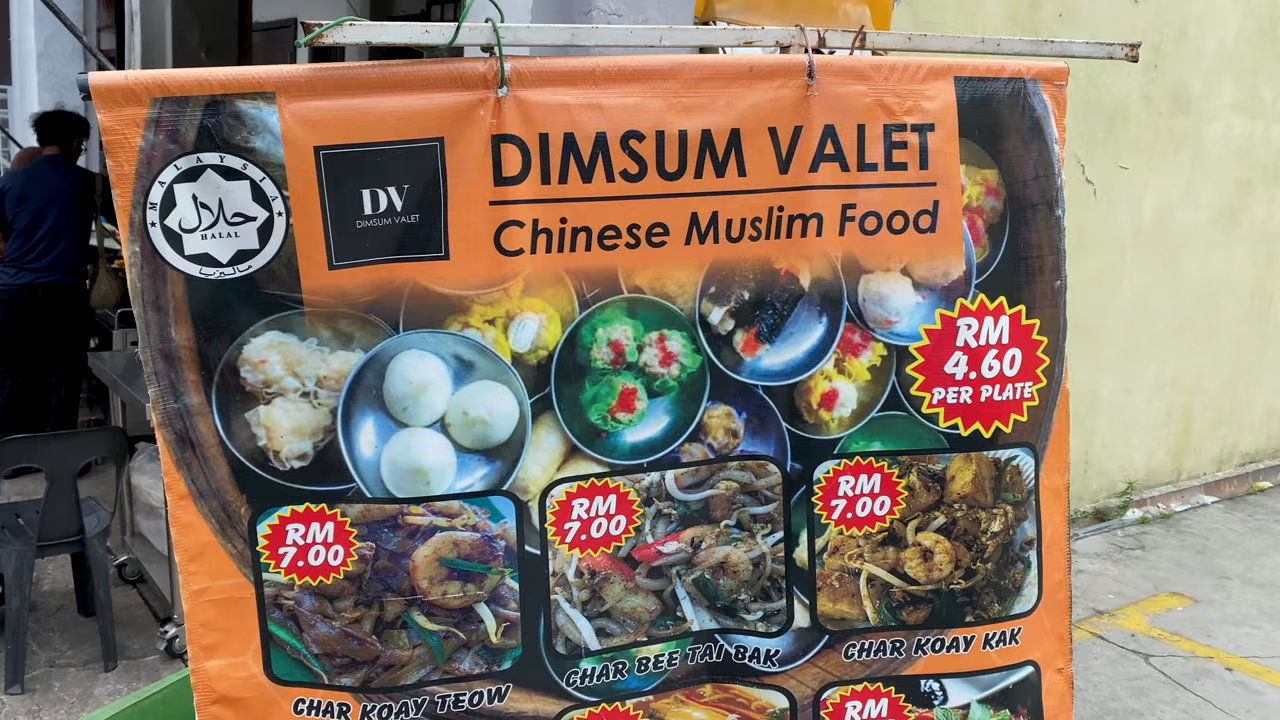 MALAYSIA
حلال
HALAL
ماليزيا
DV
DIMSUM VALET
DIMSUM VALET
Chinese Muslim Food
RM
4.60
PER PLATE
RM
7.00
RM
7.00
RM
7.00
CHAR KOAY TEOW
CHAR BEE TAI BAK
CHAR KOAY KAK
RM